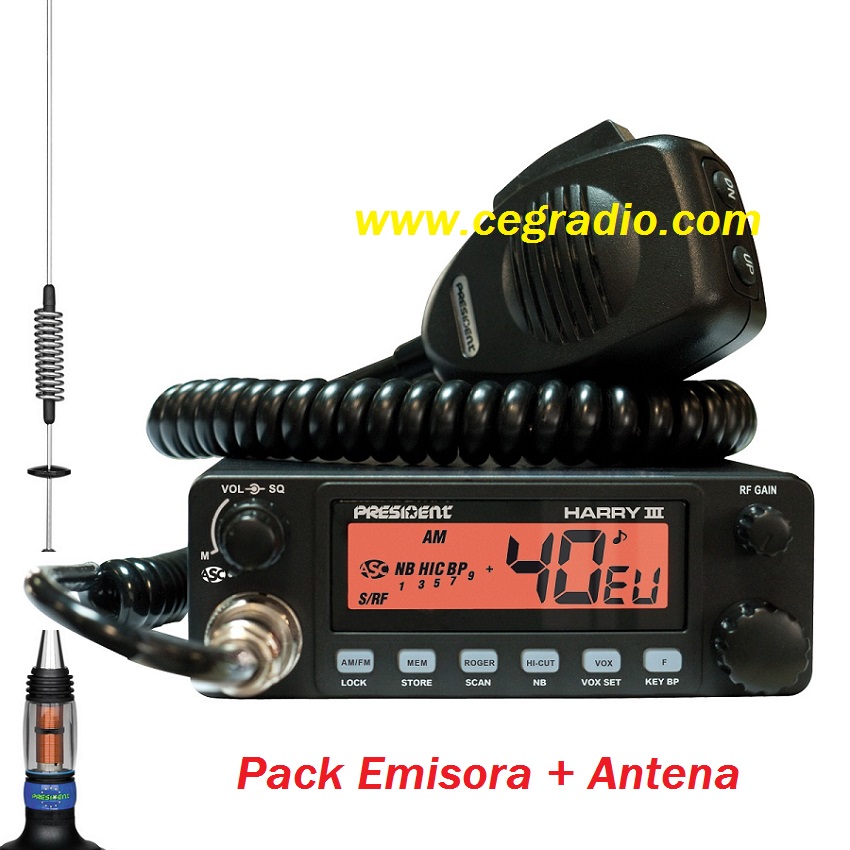 www.cegradio.com
ON
UP
PRESIDENT
VOL SQ
RF GAIN
PRESIDENT HARRY III
AM
40 EU
ASC NB HIC BP +
1 3 5 7 9
S/RF
M
ASC
AM/FM MEM ROGER HI-CUT VOX F
LOCK STORE SCAN NB VOX SET KEY BP
PRESIDENT
Pack Emisora + Antena